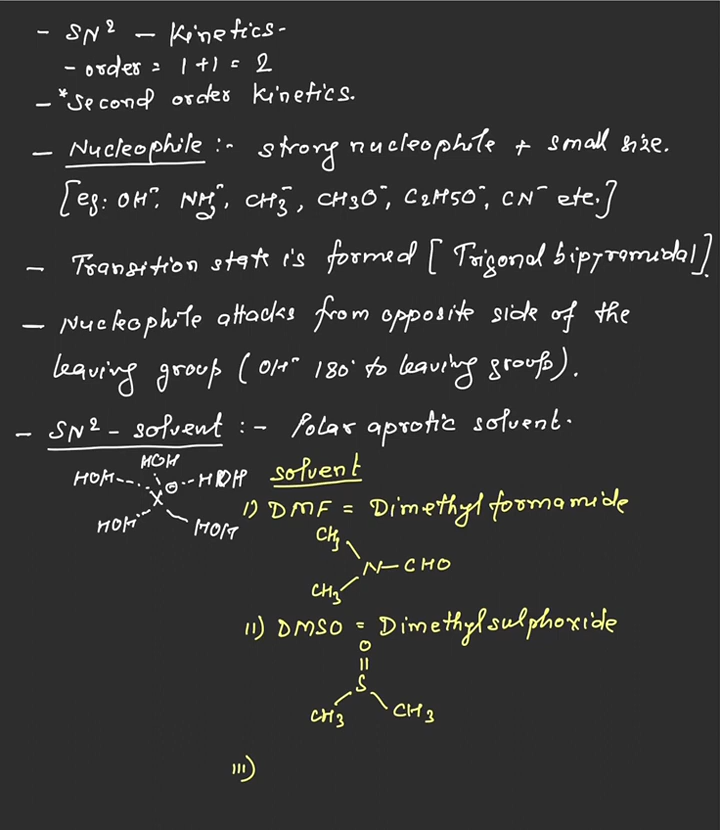 - SN² - Kinetics-
- order = 1+1 = 2
- *Second order Kinetics.
- Nucleophile :- strong nucleophile + small size.
[eg: OH⁻, NH₂⁻, CH₃⁻, CH₃O⁻, C₂H5O⁻, CN⁻ etc.]
- Transition state is formed [Trigonal bipyramidal]
- Nucleophile attacks from opposite side of the
leaving group (OH⁻ 180° to leaving group).
- SN² - solvent :- Polar aprotic solvent.
HOH
HOH---X⊖--HOH
HOH HOH
solvent
i) DMF = Dimethyl formamide
CH₃
N-CHO
CH₃
ii) DMSO = Dimethylsulphoxide
O
||
S
CH₃ CH₃
iii)